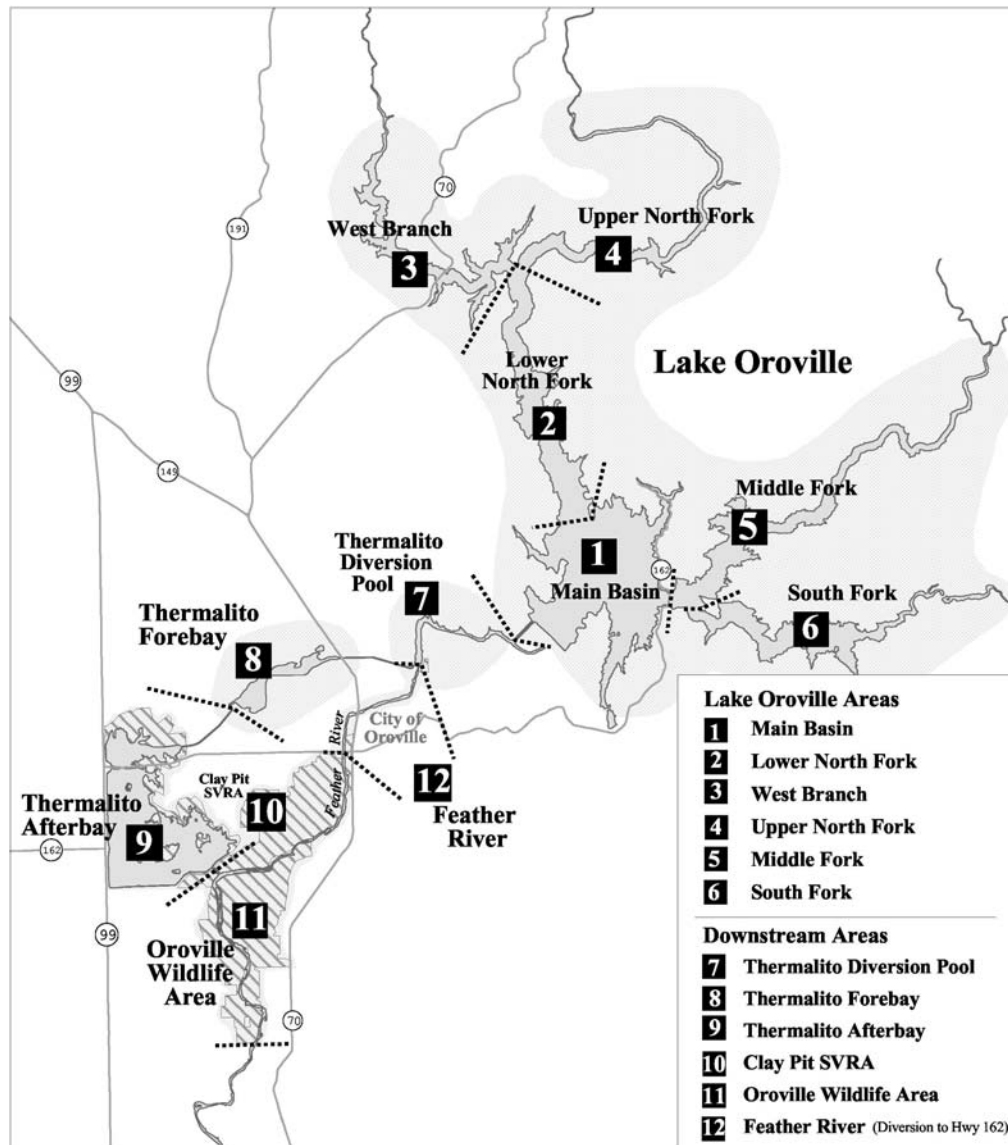 70
191
West Branch
3
Upper North Fork
4
99
Lower
North Fork
2
Lake Oroville
149
Middle Fork
5
Thermalito
Diversion
Pool
7
1
Main Basin
162
South Fork
6
Thermalito
Forebay
8
City of
Oroville
River
Feather
Clay Pit
SVRA
10
12
Feather
River
Thermalito
Afterbay
9
162
99
11
Oroville
Wildlife
Area
70
Lake Oroville Areas
1 Main Basin
2 Lower North Fork
3 West Branch
4 Upper North Fork
5 Middle Fork
6 South Fork
Downstream Areas
7 Thermalito Diversion Pool
8 Thermalito Forebay
9 Thermalito Afterbay
10 Clay Pit SVRA
11 Oroville Wildlife Area
12 Feather River (Diversion to Hwy 162)